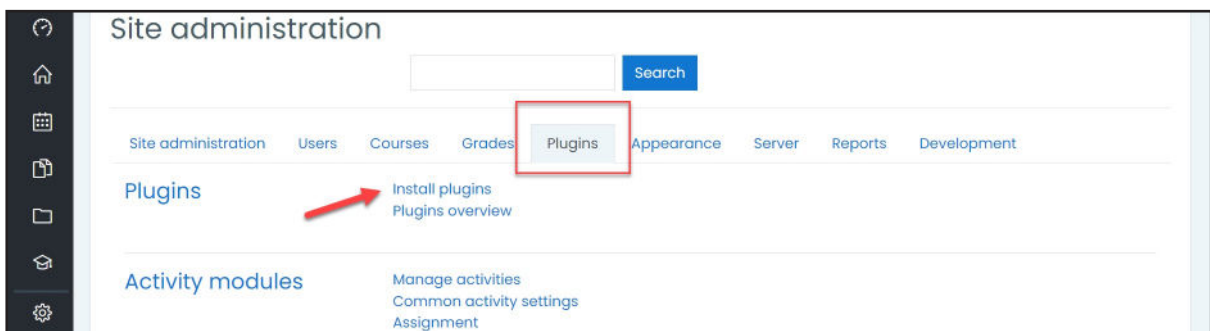 Site administration
Search
Site administration Users Courses Grades Plugins Appearance Server Reports Development
Plugins
Install plugins
Plugins overview
Activity modules
Manage activities
Common activity settings
Assignment